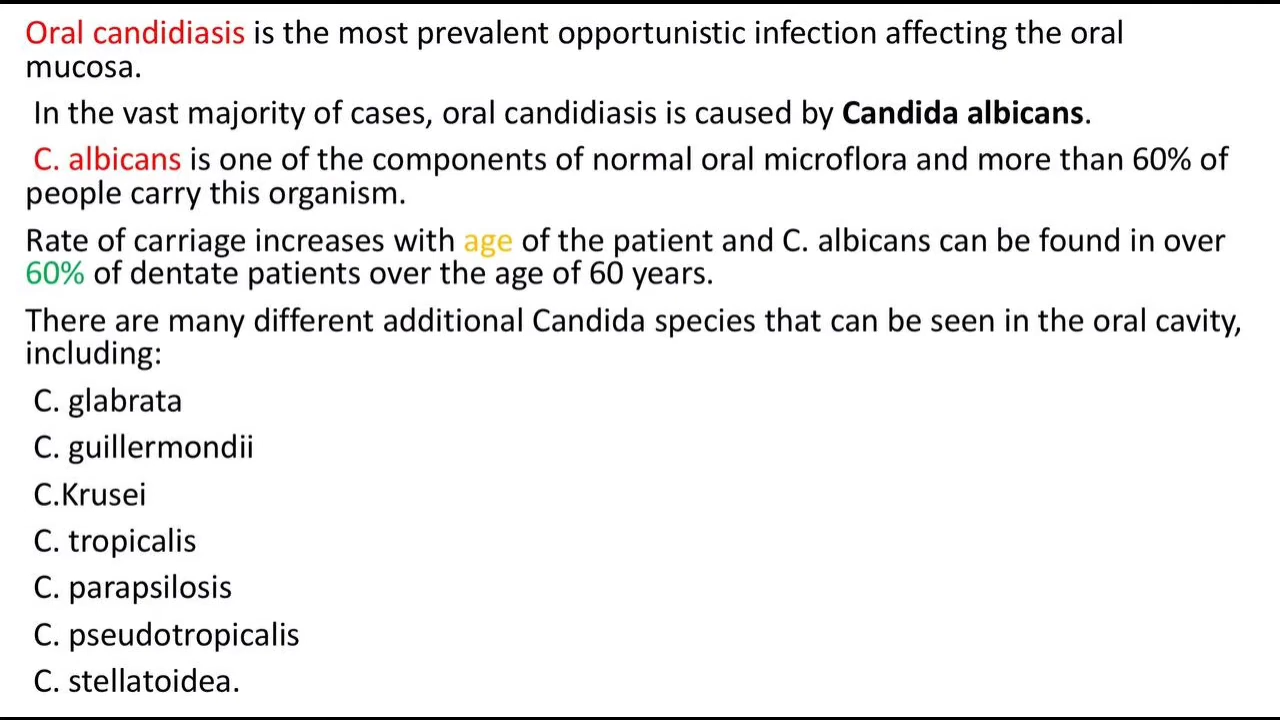 Oral candidiasis is the most prevalent opportunistic infection affecting the oral
mucosa.
In the vast majority of cases, oral candidiasis is caused by Candida albicans.
C. albicans is one of the components of normal oral microflora and more than 60% of
people carry this organism.
Rate of carriage increases with age of the patient and C. albicans can be found in over
60% of dentate patients over the age of 60 years.
There are many different additional Candida species that can be seen in the oral cavity,
including:
C. glabrata
C. guillermondii
C.Krusei
C. tropicalis
C. parapsilosis
C. pseudotropicalis
C. stellatoidea.